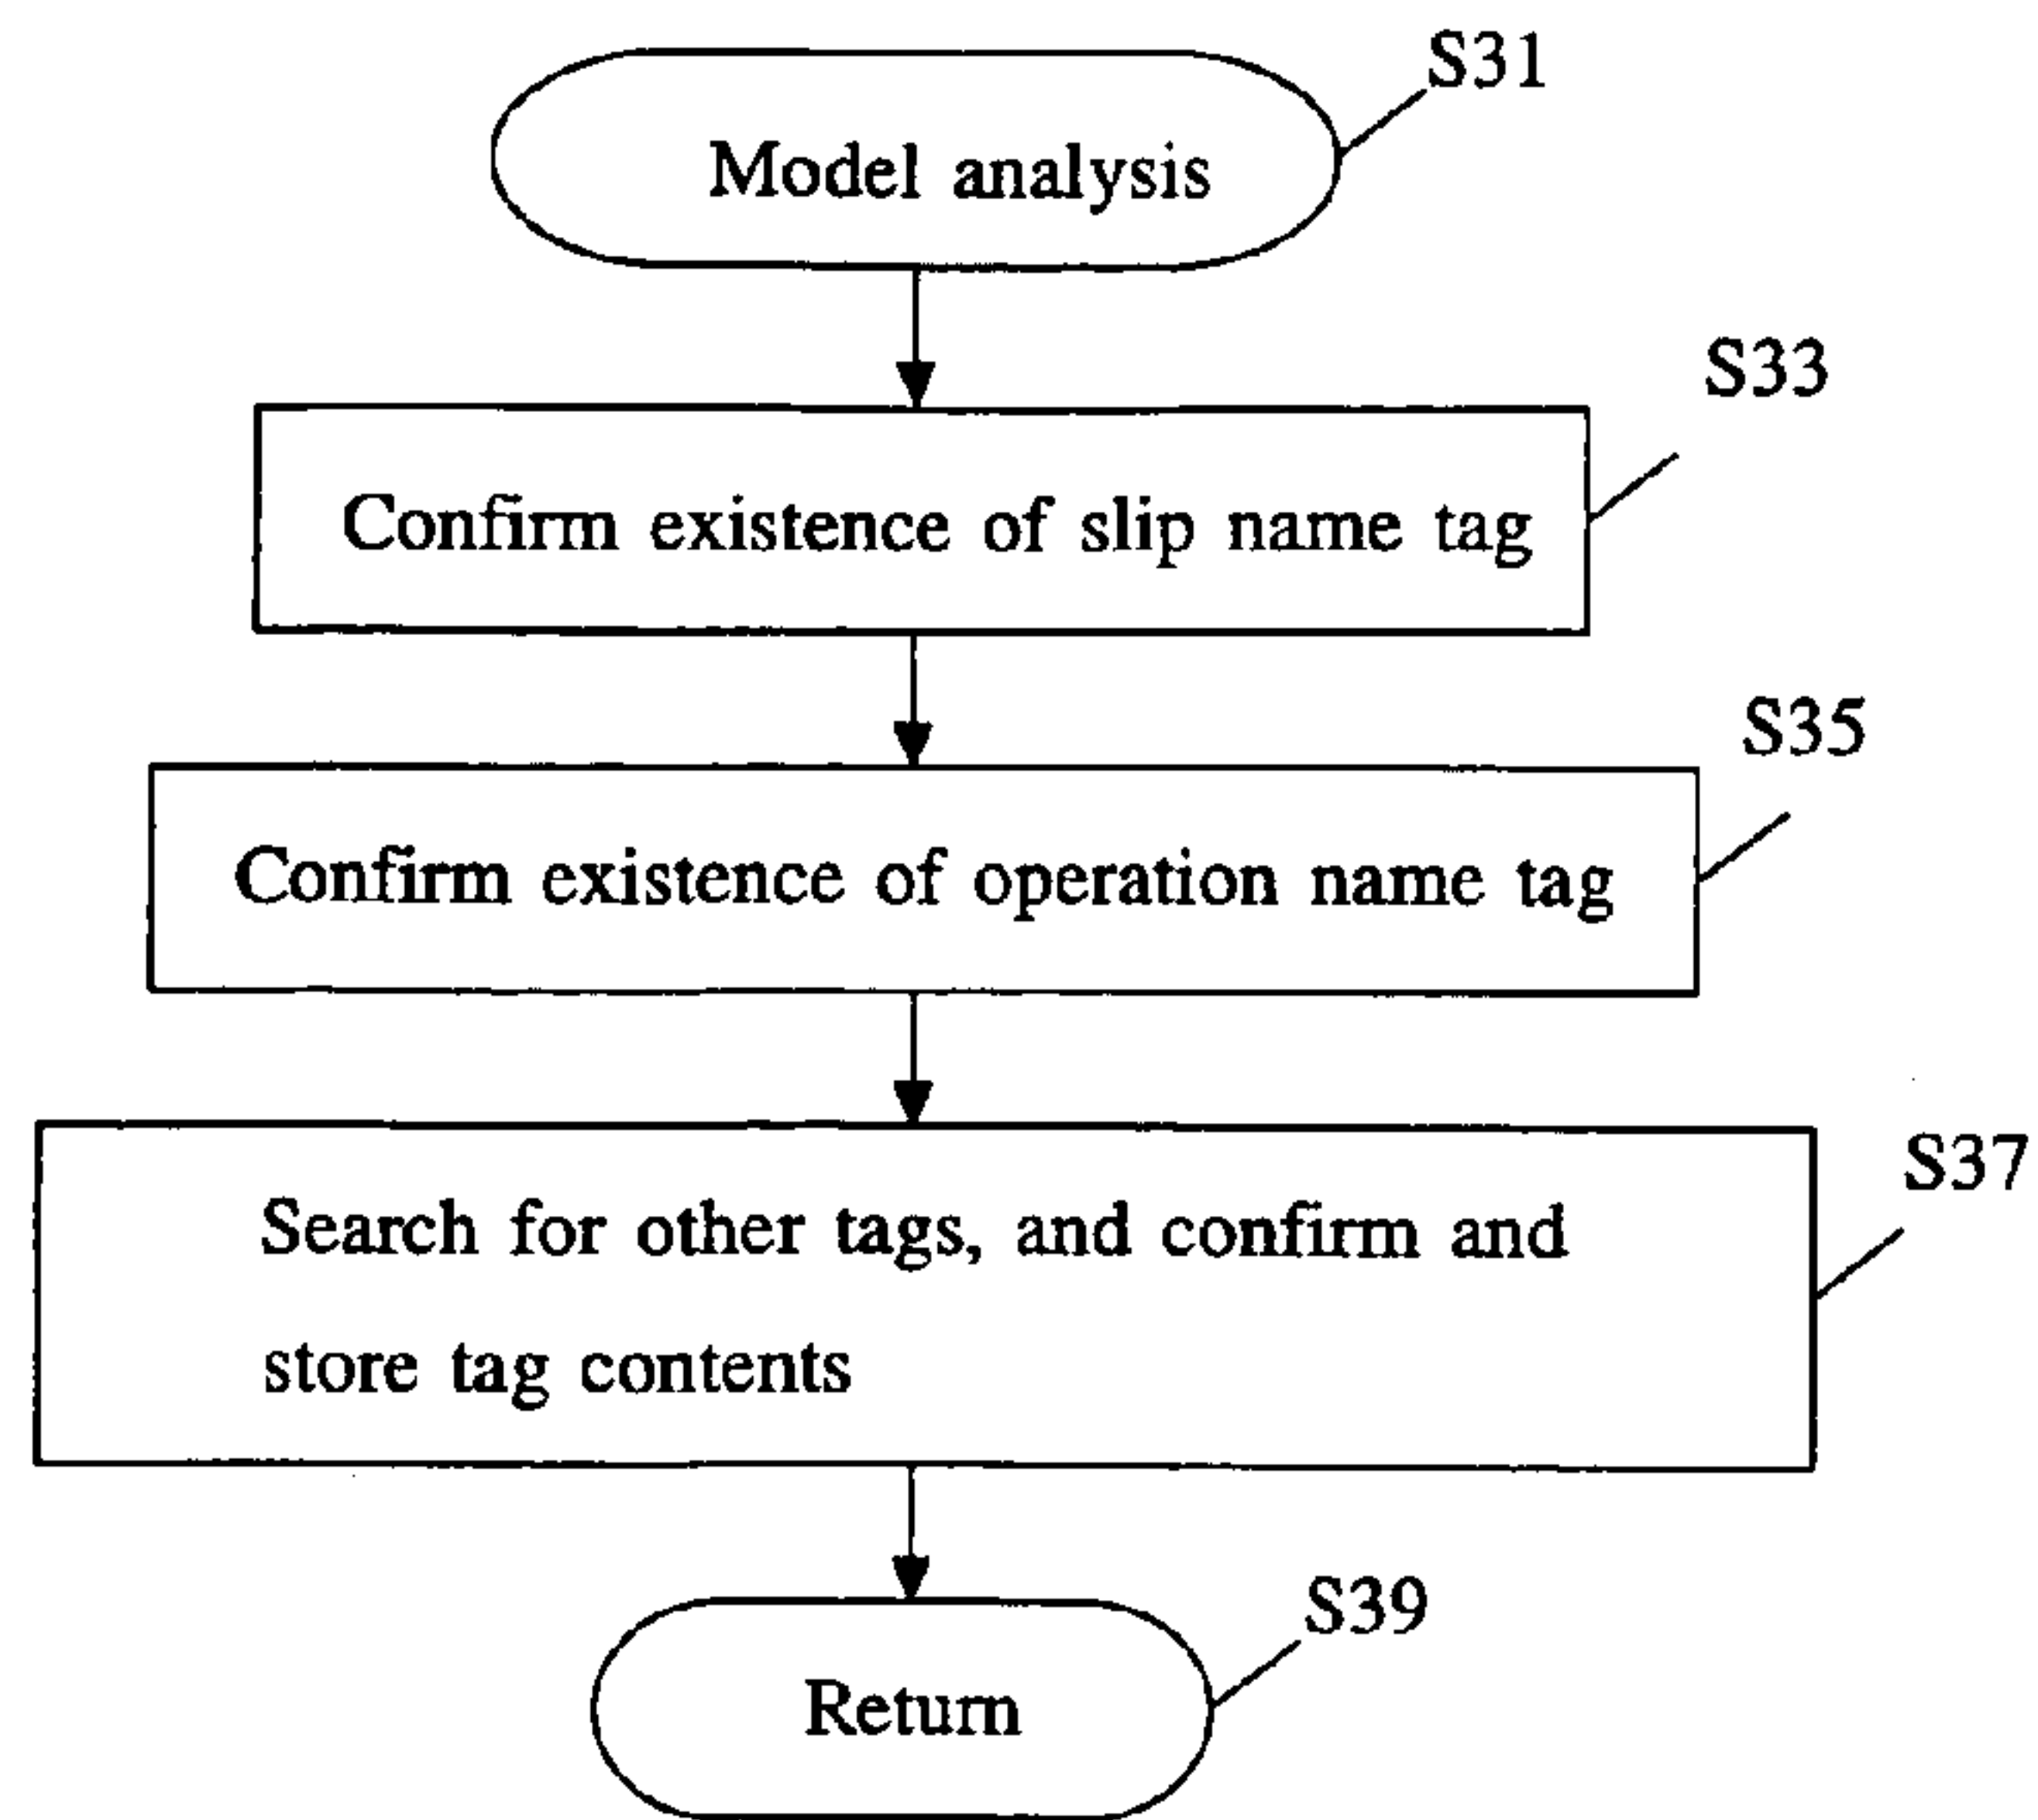 S31
Model analysis
S33
Confirm existence of slip name tag
S35
Confirm existence of operation name tag
S37
Search for other tags, and confirm and
store tag contents
S39
Return